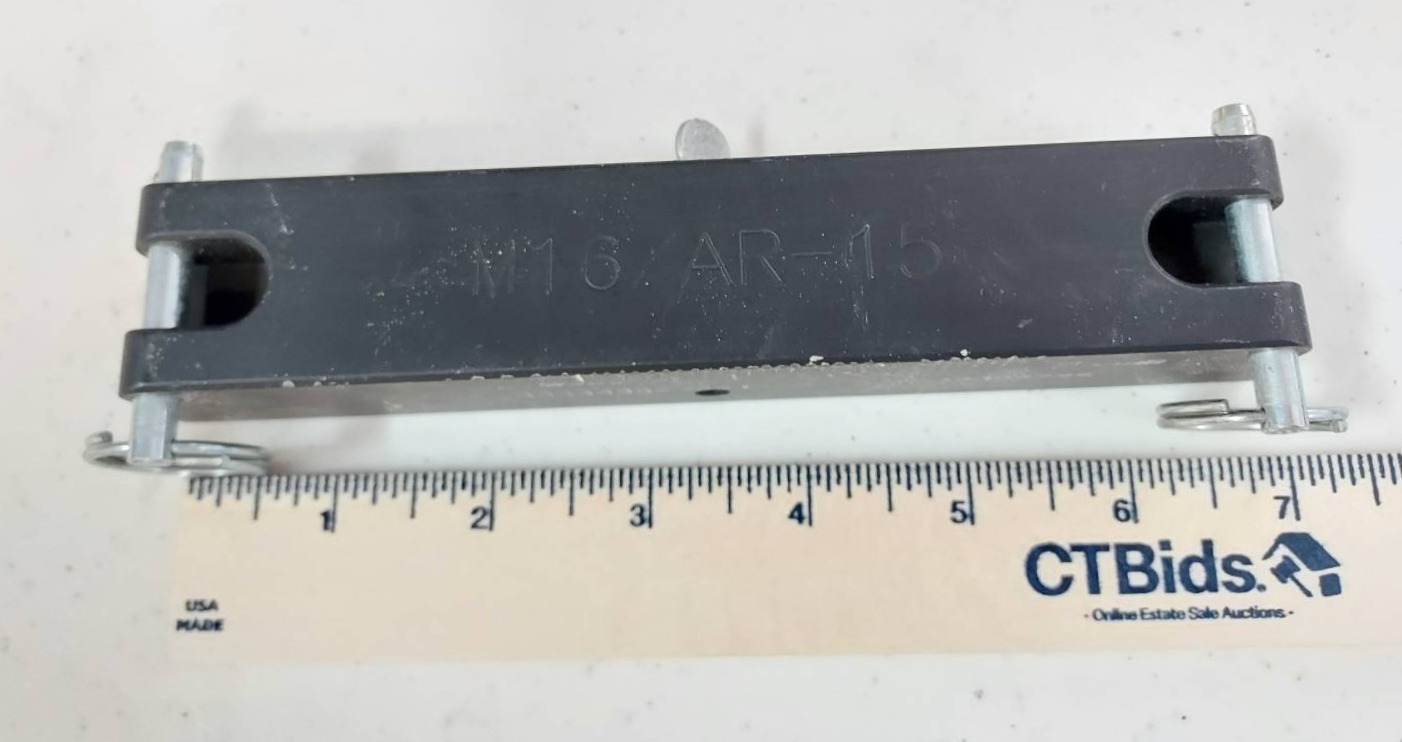 M16/AR-15
1 2 3 4 5 6 7
CTBids.
- Online Estate Sale Auctions -
USA
MADE